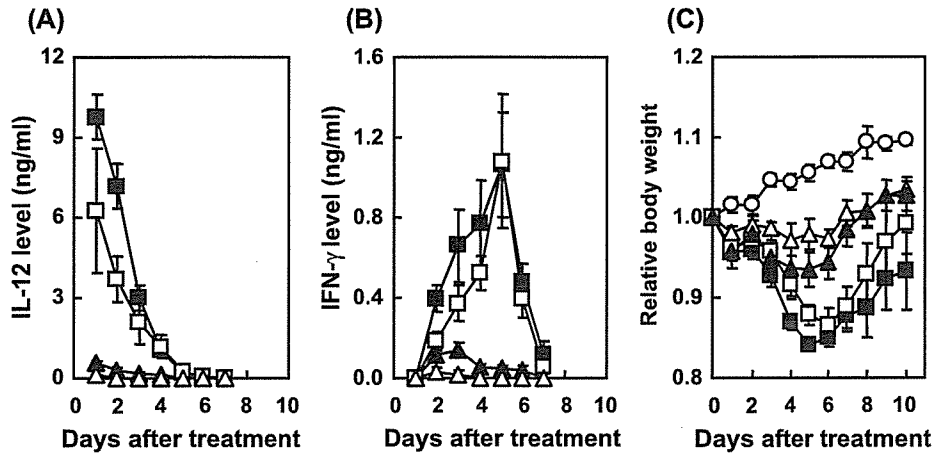 (A)
(B)
(C)
IL-12 level (ng/ml)
12
9
6
3
0
0 2 4 6 8 10
Days after treatment
IFN-γ level (ng/ml)
1.6
1.2
0.8
0.4
0.0
0 2 4 6 8 10
Days after treatment
Relative body weight
1.2
1.1
1.0
0.9
0.8
0 2 4 6 8 10
Days after treatment